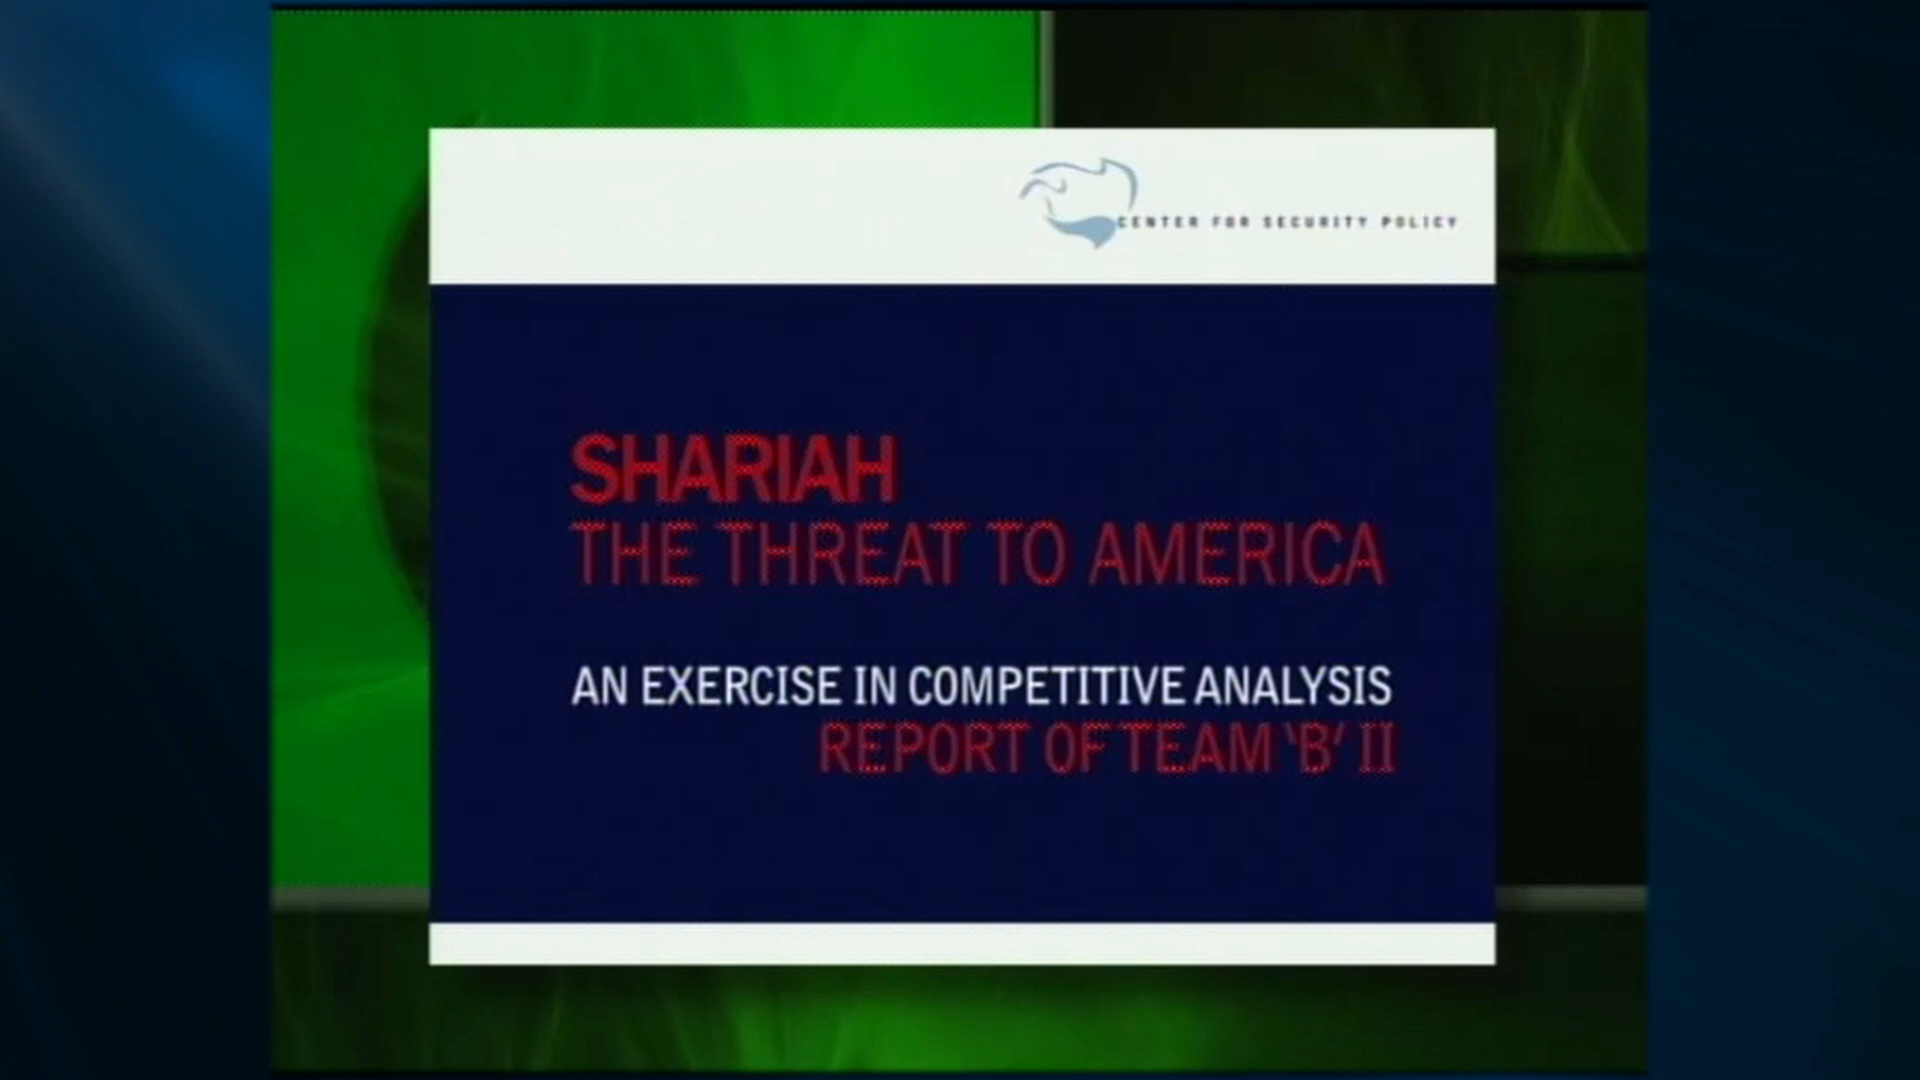 CENTER FOR SECURITY POLICY
SHARIAH
THE THREAT TO AMERICA
AN EXERCISE IN COMPETITIVE ANALYSIS
REPORT OF TEAM ‘B’ II